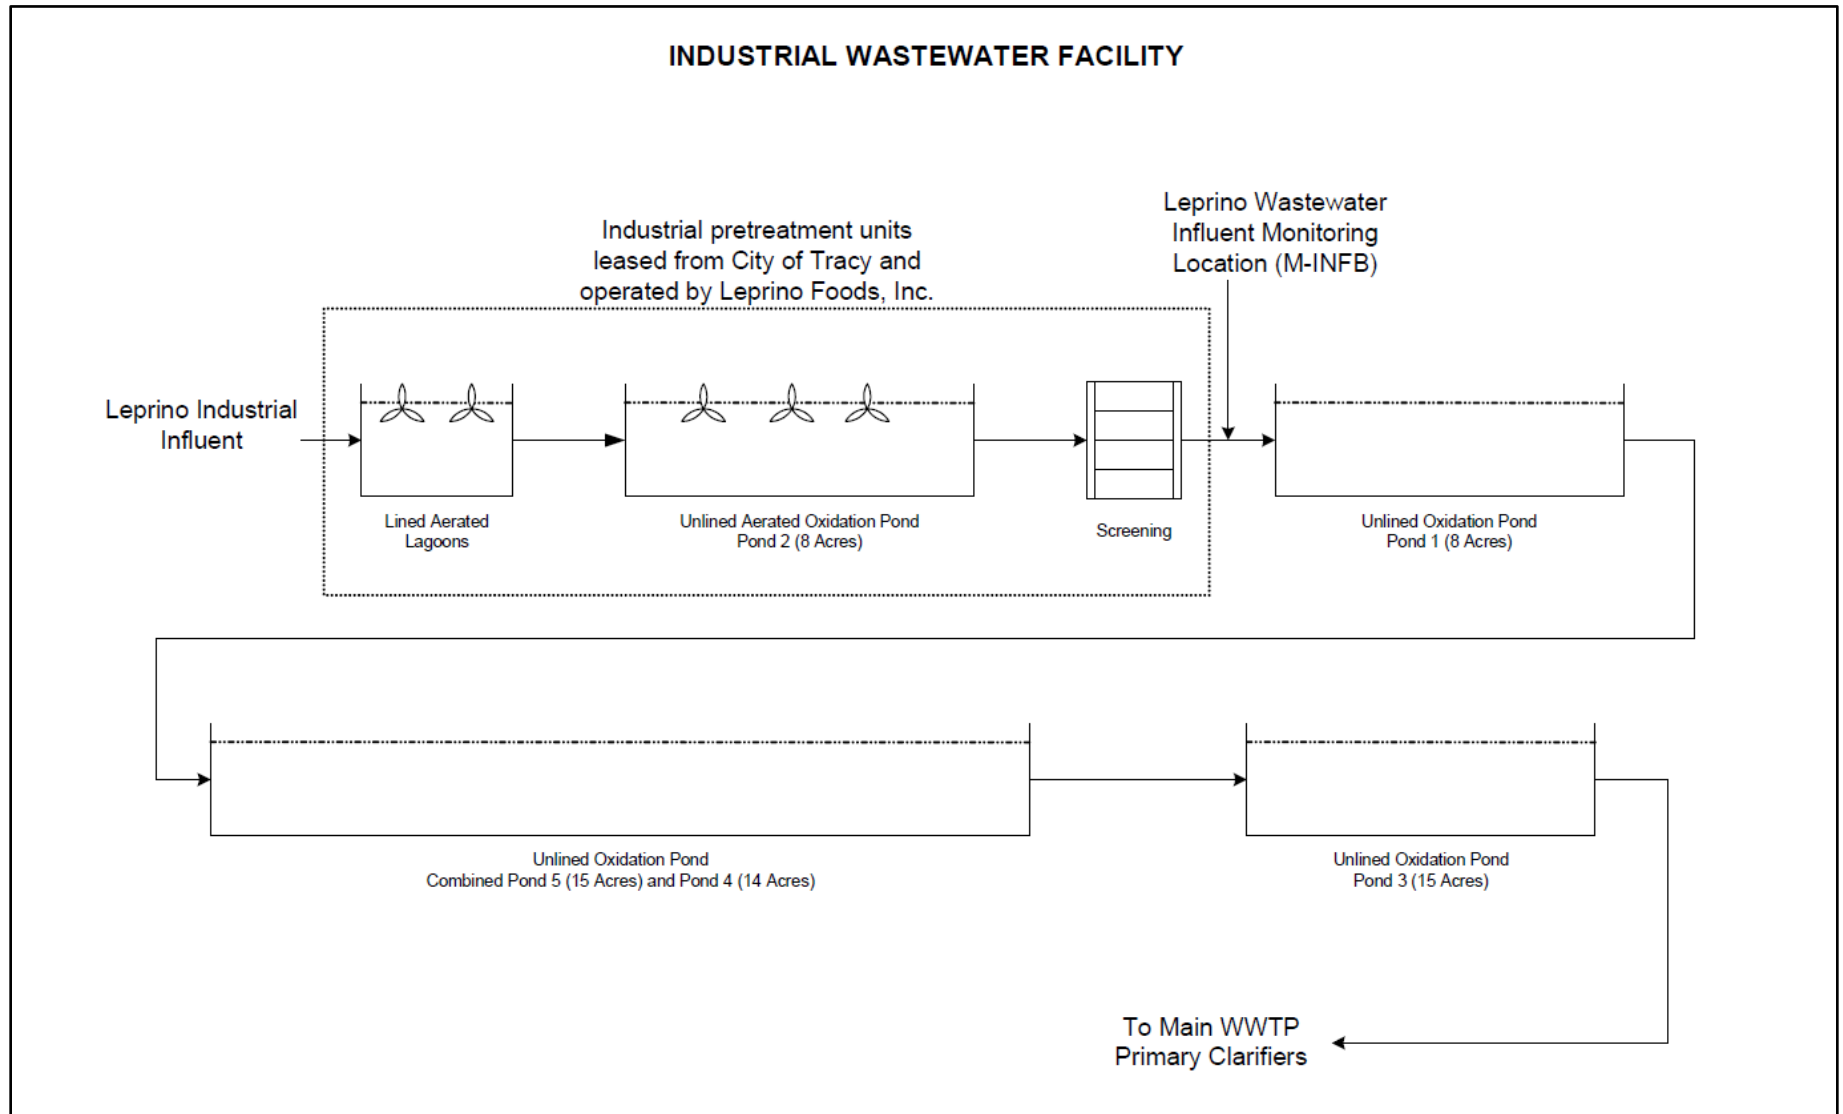 INDUSTRIAL WASTEWATER FACILITY
Leprino Wastewater
Influent Monitoring
Location (M-INFB)
Industrial pretreatment units
leased from City of Tracy and
operated by Leprino Foods, Inc.
Leprino Industrial
Influent
Lined Aerated
Lagoons
Unlined Aerated Oxidation Pond
Pond 2 (8 Acres)
Screening
Unlined Oxidation Pond
Pond 1 (8 Acres)
Unlined Oxidation Pond
Combined Pond 5 (15 Acres) and Pond 4 (14 Acres)
Unlined Oxidation Pond
Pond 3 (15 Acres)
To Main WWTP
Primary Clarifiers